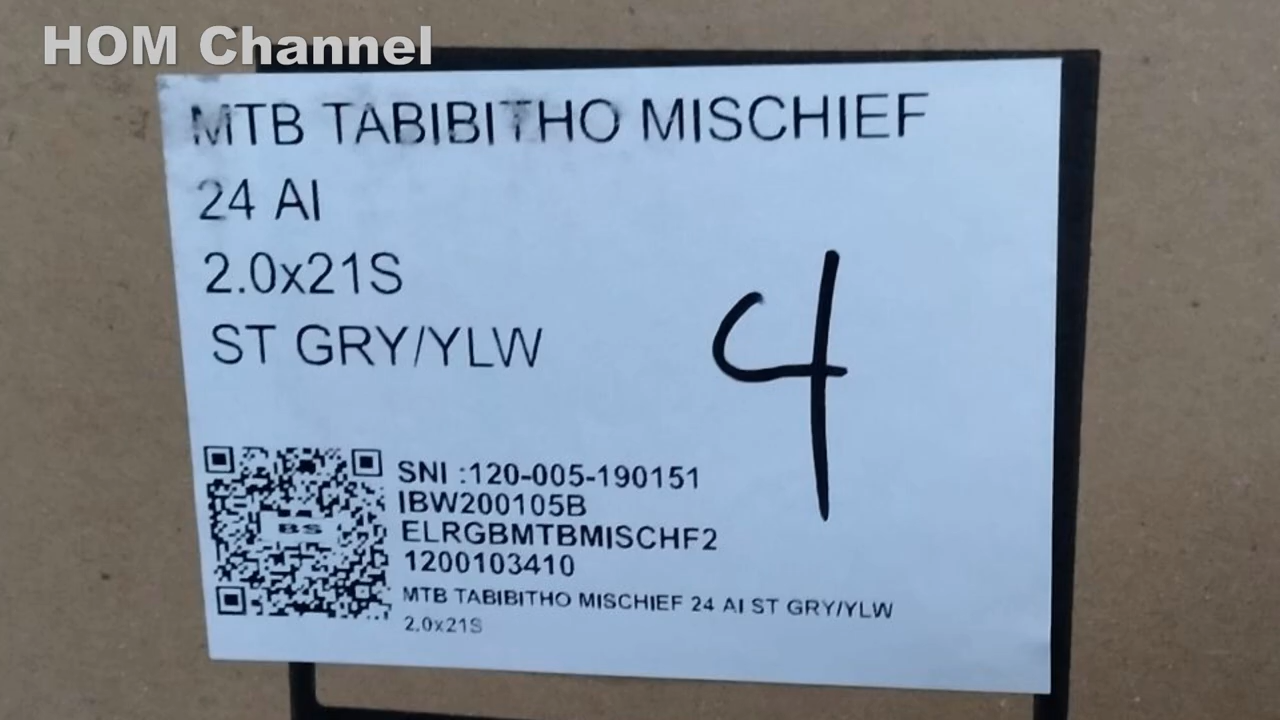 HOM Channel
MTB TABIBITHO MISCHIEF
24 AI
2.0x21S
ST GRY/YLW
4
BS
SNI :120-005-190151
IBW200105B
ELRGBMTBMISCHF2
1200103410
MTB TABIBITHO MISCHIEF 24 AI ST GRY/YLW
2.0x21S